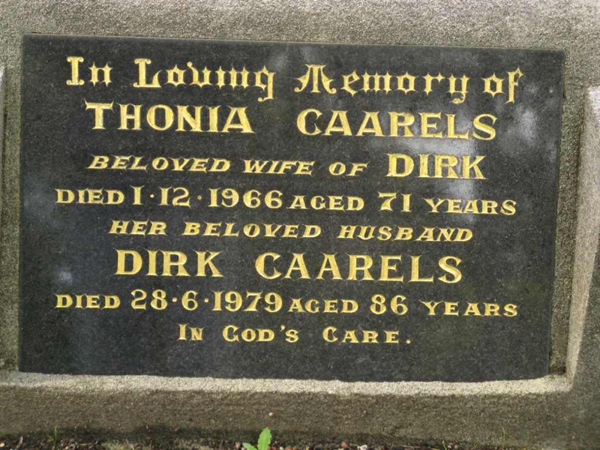 In Loving Memory of
THONIA CAARELS
BELOVED WIFE OF DIRK
DIED 1·12·1966 AGED 71 YEARS
HER BELOVED HUSBAND
DIRK CAARELS
DIED 28·6·1979 AGED 86 YEARS
IN GOD'S CARE.